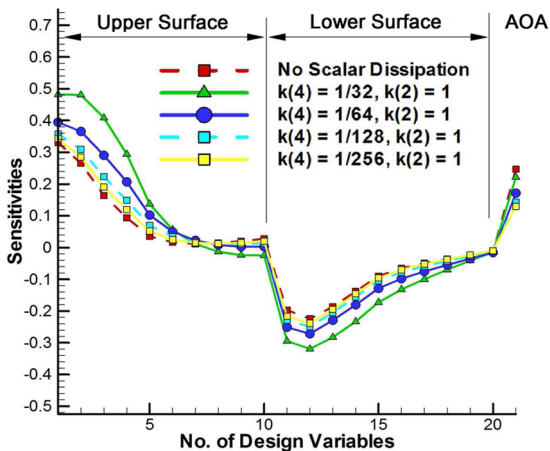 Upper Surface Lower Surface AOA
0.7
0.6
0.5
0.4
0.3
0.2
0.1
0
-0.1
-0.2
-0.3
-0.4
-0.5
Sensitivities
No Scalar Dissipation
k(4) = 1/32, k(2) = 1
k(4) = 1/64, k(2) = 1
k(4) = 1/128, k(2) = 1
k(4) = 1/256, k(2) = 1
5 10 15 20
No. of Design Variables